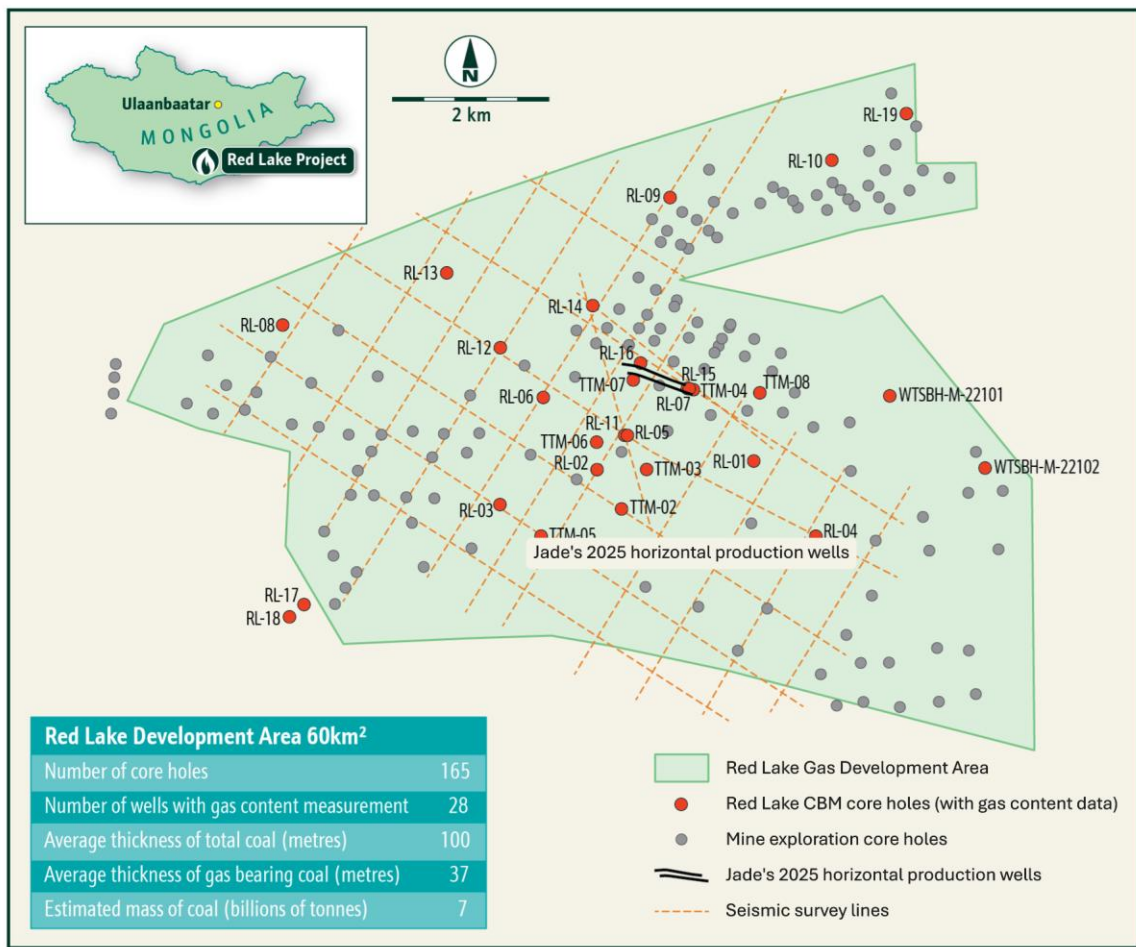 Ulaanbaatar
MONGOLIA
Red Lake Project
N
2 km
RL-19
RL-10
RL-09
RL-13
RL-14
RL-08
RL-12
RL-16
RL-15
TTM-07
TTM-04
TTM-08
RL-06
RL-07
WTSBH-M-22101
RL-11
RL-05
TTM-06
RL-01
RL-02
TTM-03
WTSBH-M-22102
RL-03
TTM-02
RL-04
TTM-05
Jade's 2025 horizontal production wells
RL-17
RL-18
Red Lake Development Area 60km²
Number of core holes 165
Number of wells with gas content measurement 28
Average thickness of total coal (metres) 100
Average thickness of gas bearing coal (metres) 37
Estimated mass of coal (billions of tonnes) 7
Red Lake Gas Development Area
Red Lake CBM core holes (with gas content data)
Mine exploration core holes
Jade's 2025 horizontal production wells
Seismic survey lines